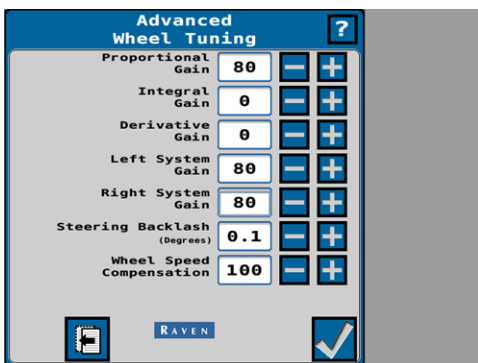 Advanced
Wheel Tuning
?
Proportional
Gain
80
Integral
Gain
0
Derivative
Gain
0
Left System
Gain
80
Right System
Gain
80
Steering Backlash
(Degrees)
0.1
Wheel Speed
Compensation
100
RAVEN